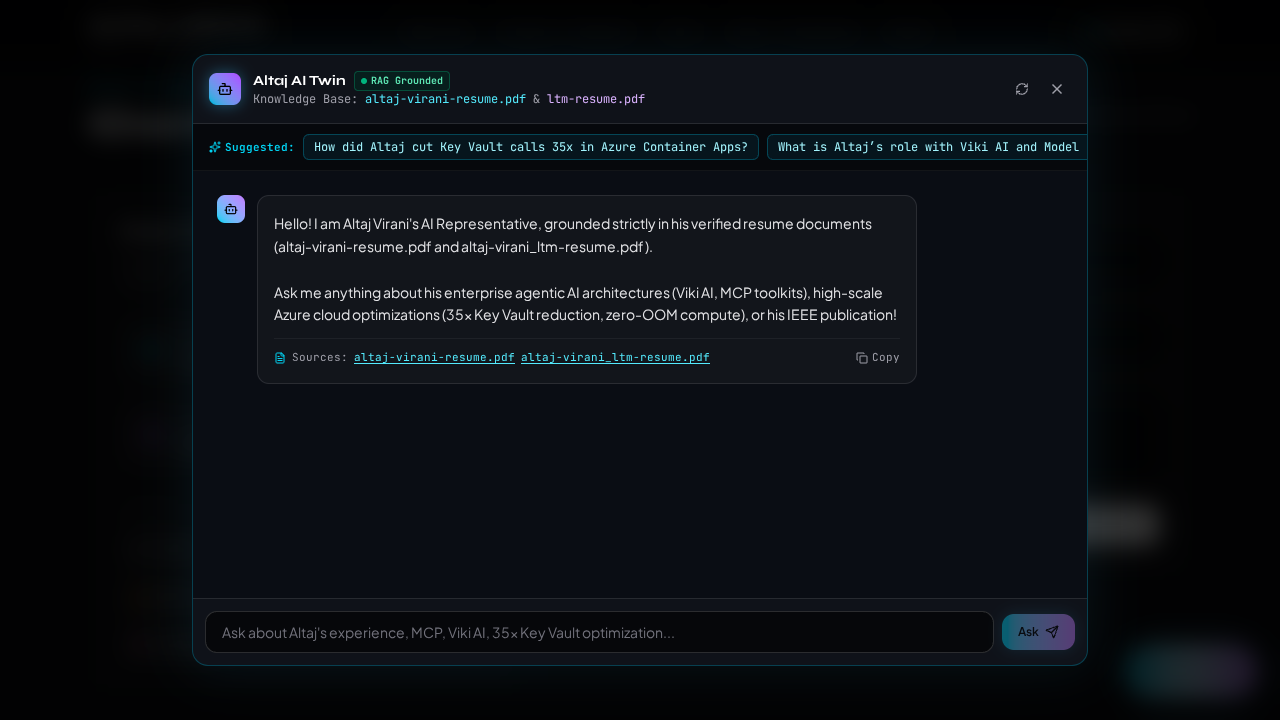 Altaj AI Twin RAG Grounded
Knowledge Base: altaj-virani-resume.pdf & ltm-resume.pdf
Suggested: How did Altaj cut Key Vault calls 35x in Azure Container Apps? What is Altaj’s role with Viki AI and Model
Hello! I am Altaj Virani's AI Representative, grounded strictly in his verified resume documents
(altaj-virani-resume.pdf and altaj-virani_ltm-resume.pdf).
Ask me anything about his enterprise agentic AI architectures (Viki AI, MCP toolkits), high-scale
Azure cloud optimizations (35× Key Vault reduction, zero-OOM compute), or his IEEE publication!
Sources: altaj-virani-resume.pdf altaj-virani_ltm-resume.pdf Copy
Ask about Altaj's experience, MCP, Viki AI, 35× Key Vault optimization... Ask